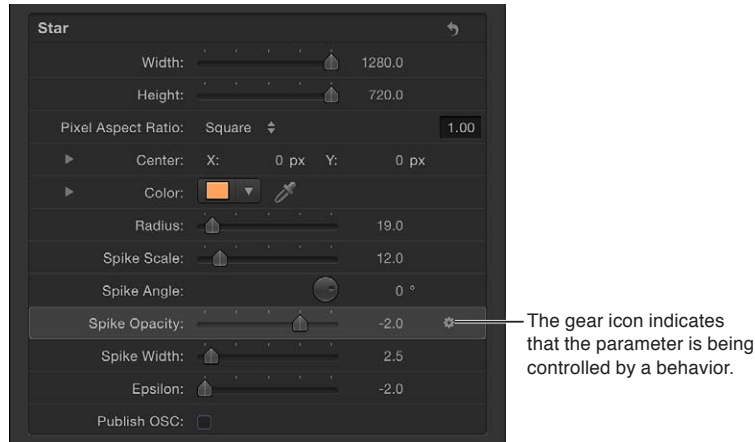 Star
Width: 1280.0
Height: 720.0
Pixel Aspect Ratio: Square 1.00
Center: X: 0 px Y: 0 px
Color:
Radius: 19.0
Spike Scale: 12.0
Spike Angle: 0 °
Spike Opacity: -2.0
Spike Width: 2.5
Epsilon: -2.0
Publish OSC:
The gear icon indicates
that the parameter is being
controlled by a behavior.